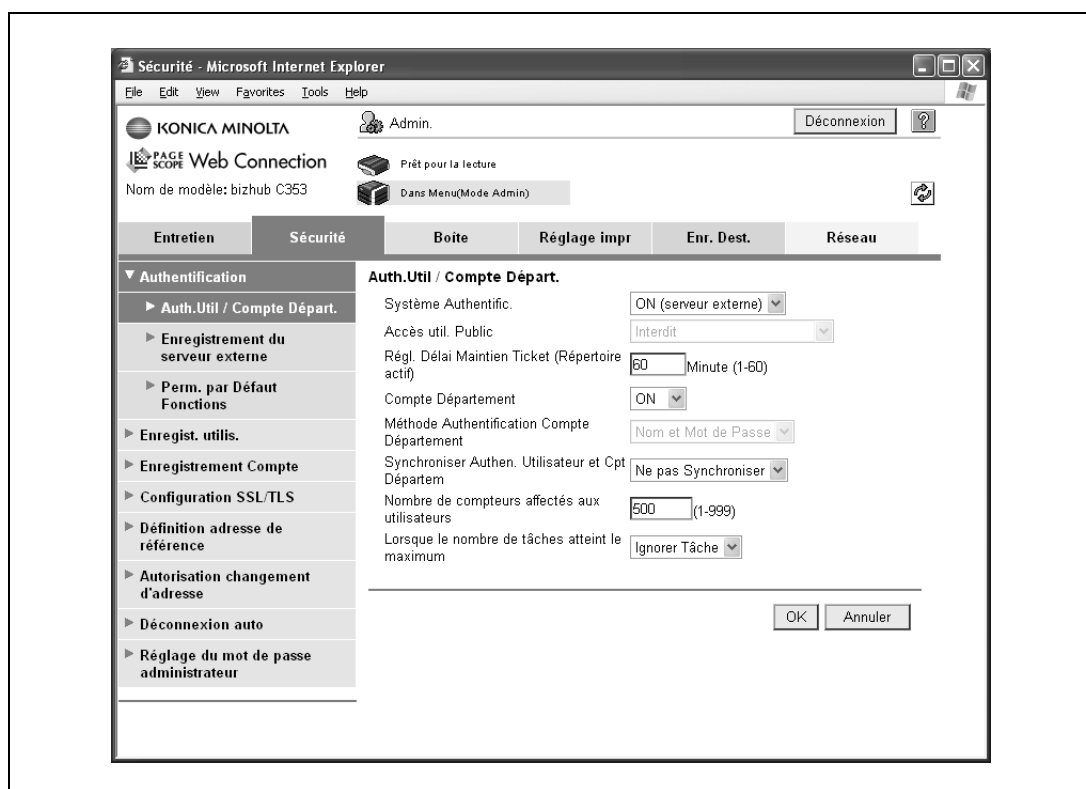 Sécurité - Microsoft Internet Explorer
File Edit View Favorites Tools Help
KONICA MINOLTA
Admin.
Déconnexion
?
PAGE SCOPE Web Connection
Prêt pour la lecture
Nom de modèle: bizhub C353
Dans Menu(Mode Admin)
Entretien Sécurité Boîte Réglage impr Enr. Dest. Réseau
Authentification
Auth.Util / Compte Départ.
Enregistrement du
serveur externe
Perm. par Défaut
Fonctions
Enregist. utilis.
Enregistrement Compte
Configuration SSL/TLS
Définition adresse de
référence
Autorisation changement
d'adresse
Déconnexion auto
Réglage du mot de passe
administrateur
Auth.Util / Compte Départ.
Système Authentific. ON (serveur externe)
Accès util. Public Interdit
Régl. Délai Maintien Ticket (Répertoire
actif) 60 Minute (1-60)
Compte Département ON
Méthode Authentification Compte
Département Nom et Mot de Passe
Synchroniser Authen. Utilisateur et Cpt
Départem Ne pas Synchroniser
Nombre de compteurs affectés aux
utilisateurs 500 (1-999)
Lorsque le nombre de tâches atteint le
maximum Ignorer Tâche
OK Annuler